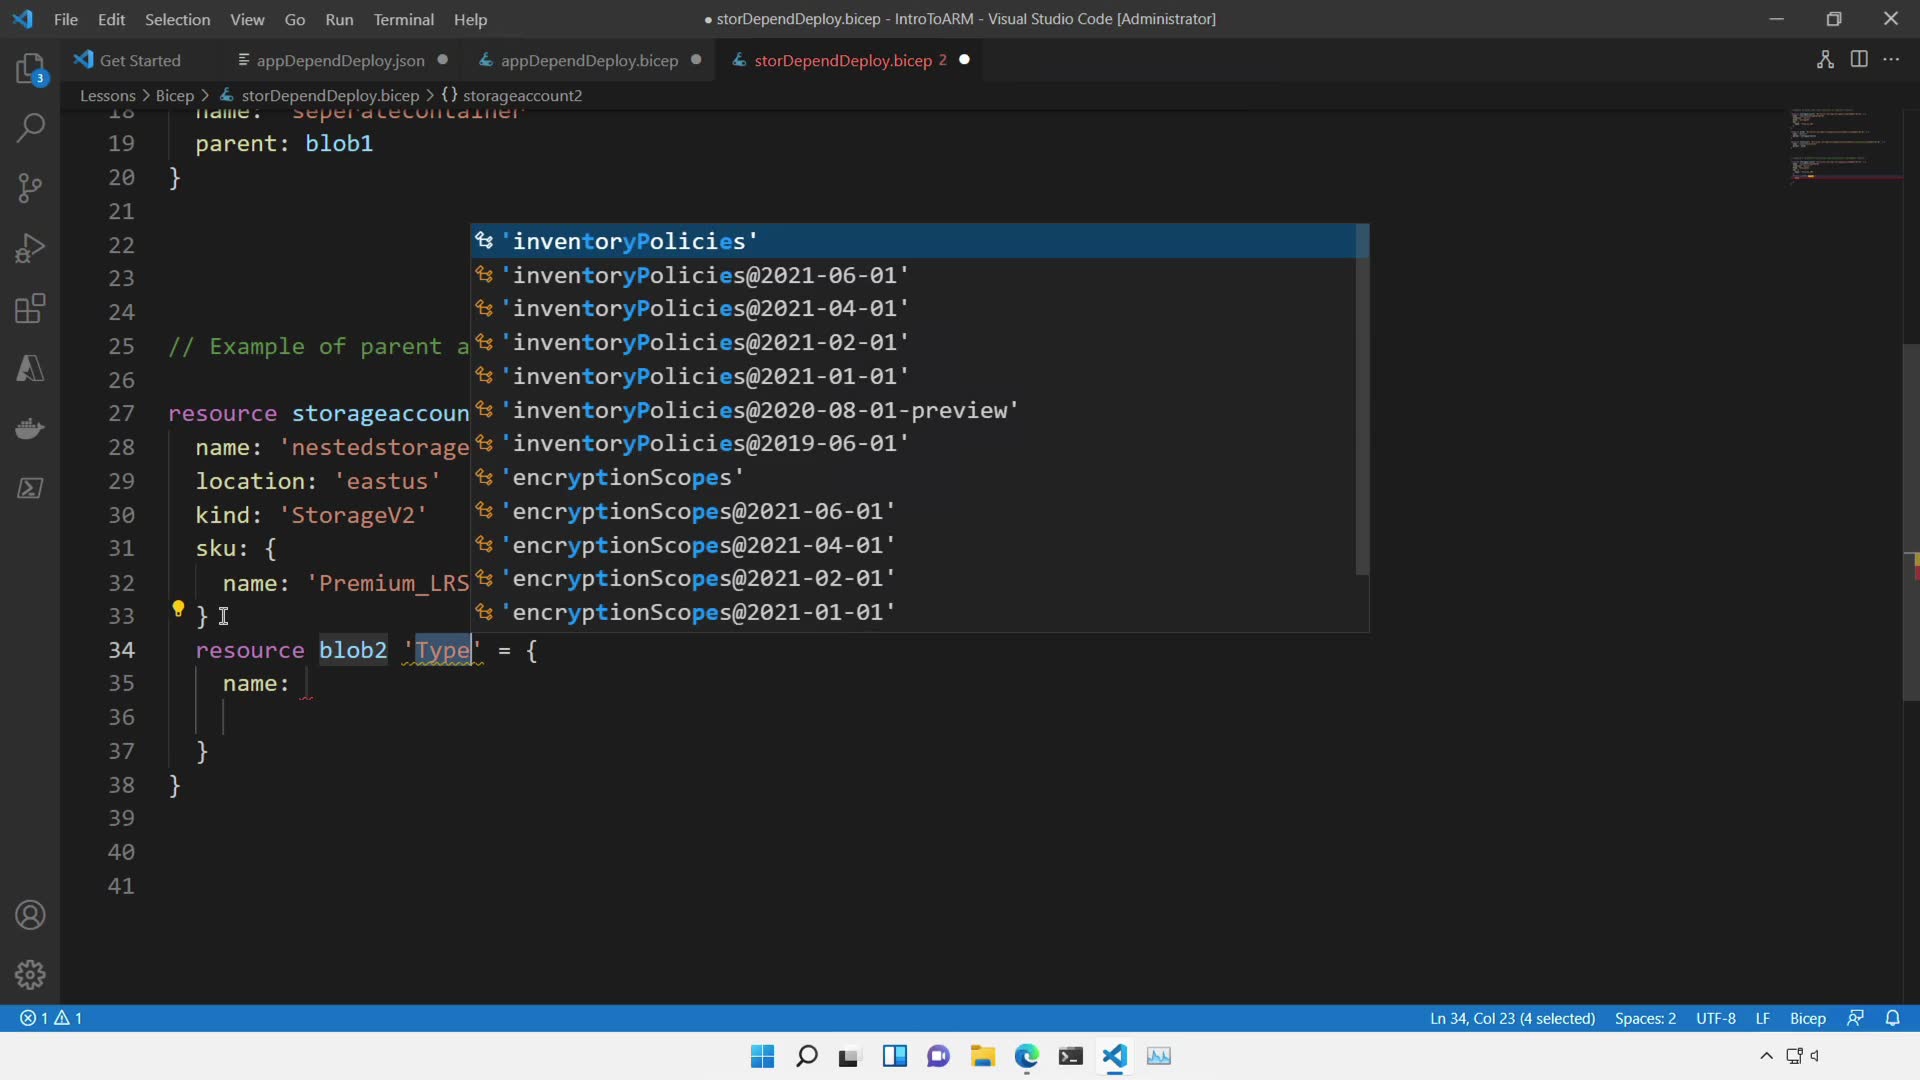 File Edit Selection View Go Run Terminal Help
● storDependDeploy.bicep - IntroToARM - Visual Studio Code [Administrator]
Get Started
appDependDeploy.json
appDependDeploy.bicep
storDependDeploy.bicep 2
3
Lessons > Bicep > storDependDeploy.bicep > {} storageaccount2
18 name: 'seperatecontainer'
19 parent: blob1
20 }
21
22
23
24
25 // Example of parent a
26
27 resource storageaccoun
28 name: 'nestedstorage
29 location: 'eastus'
30 kind: 'StorageV2'
31 sku: {
32 name: 'Premium_LRS
33 }
34 resource blob2 'Type' = {
35 name:
36
37 }
38 }
39
40
41
'inventoryPolicies'
'inventoryPolicies@2021-06-01'
'inventoryPolicies@2021-04-01'
'inventoryPolicies@2021-02-01'
'inventoryPolicies@2021-01-01'
'inventoryPolicies@2020-08-01-preview'
'inventoryPolicies@2019-06-01'
'encryptionScopes'
'encryptionScopes@2021-06-01'
'encryptionScopes@2021-04-01'
'encryptionScopes@2021-02-01'
'encryptionScopes@2021-01-01'
1 1
Ln 34, Col 23 (4 selected) Spaces: 2 UTF-8 LF Bicep